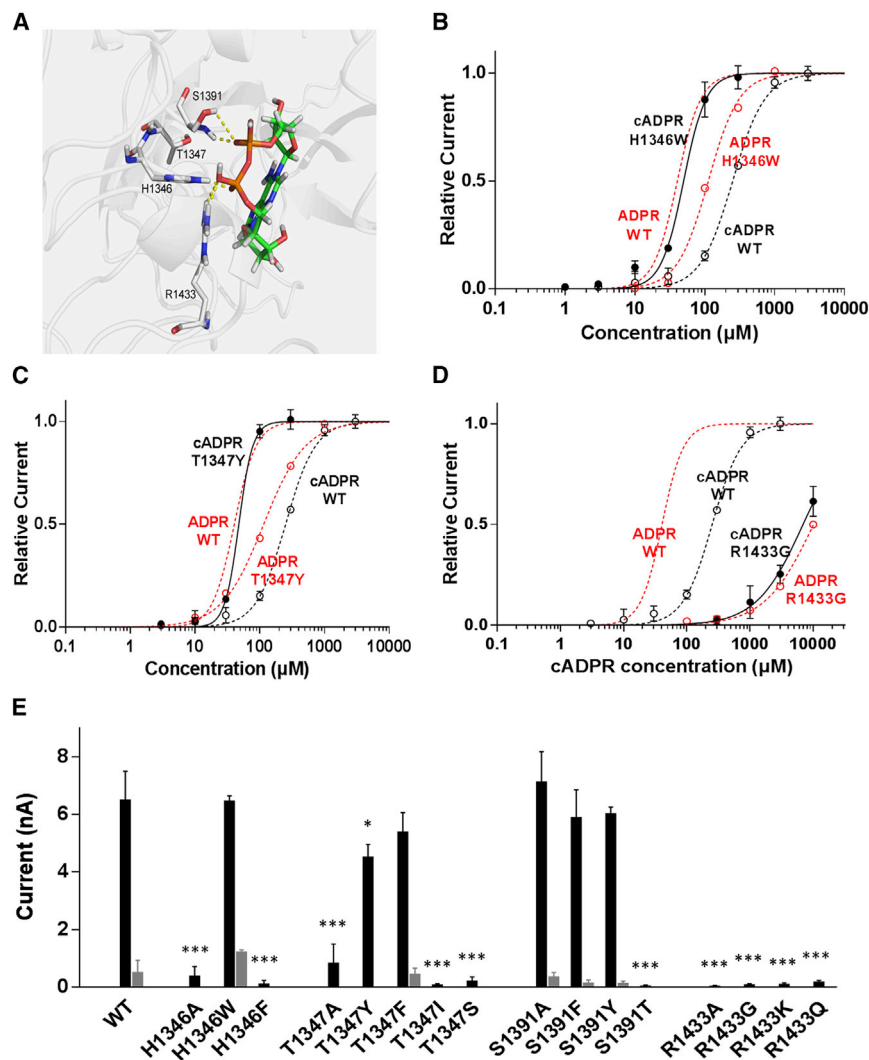 A
S1391
T1347
H1346
R1433
B
Relative Current
1.0
0.5
0.0
cADPR
H1346W
ADPR
H1346W
ADPR
WT
cADPR
WT
0.1
1
10
100
1000
10000
Concentration (µM)
C
Relative Current
1.0
0.5
0.0
cADPR
T1347Y
cADPR
WT
ADPR
WT
ADPR
T1347Y
0.1
1
10
100
1000
10000
Concentration (µM)
D
Relative Current
1.0
0.5
0.0
cADPR
WT
ADPR
WT
cADPR
R1433G
ADPR
R1433G
0.1
1
10
100
1000
10000
cADPR concentration (µM)
E
Current (nA)
8
6
4
2
0
***
***
***
*
***
***
***
***
***
***
***
WT
H1346A
H1346W
H1346F
T1347A
T1347Y
T1347F
T1347I
T1347S
S1391A
S1391F
S1391Y
S1391T
R1433A
R1433G
R1433K
R1433Q